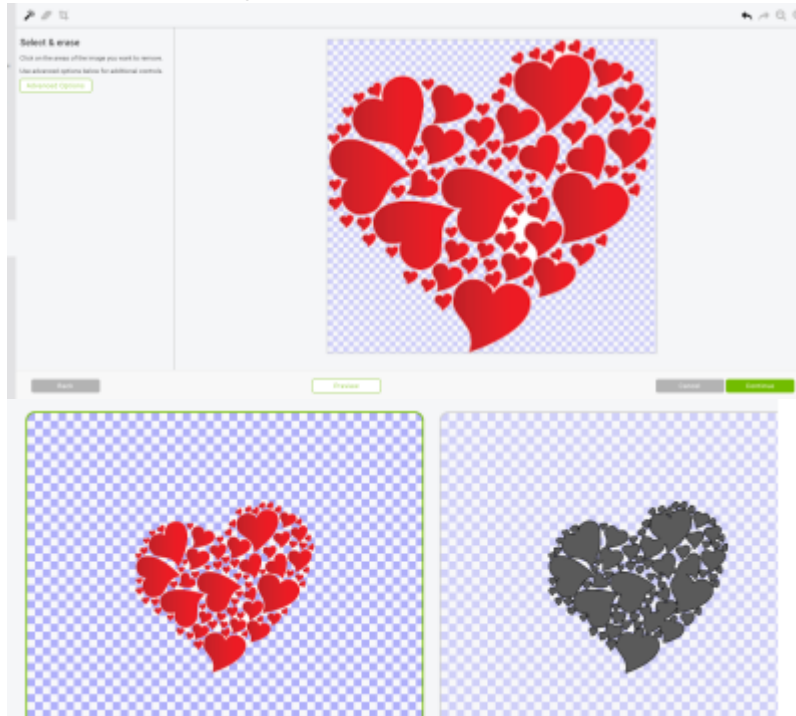 Select & erase
Click on the areas of the image you want to remove.
Use advanced options below for additional controls.
Advanced Options
Back
Preview
Cancel
Continue